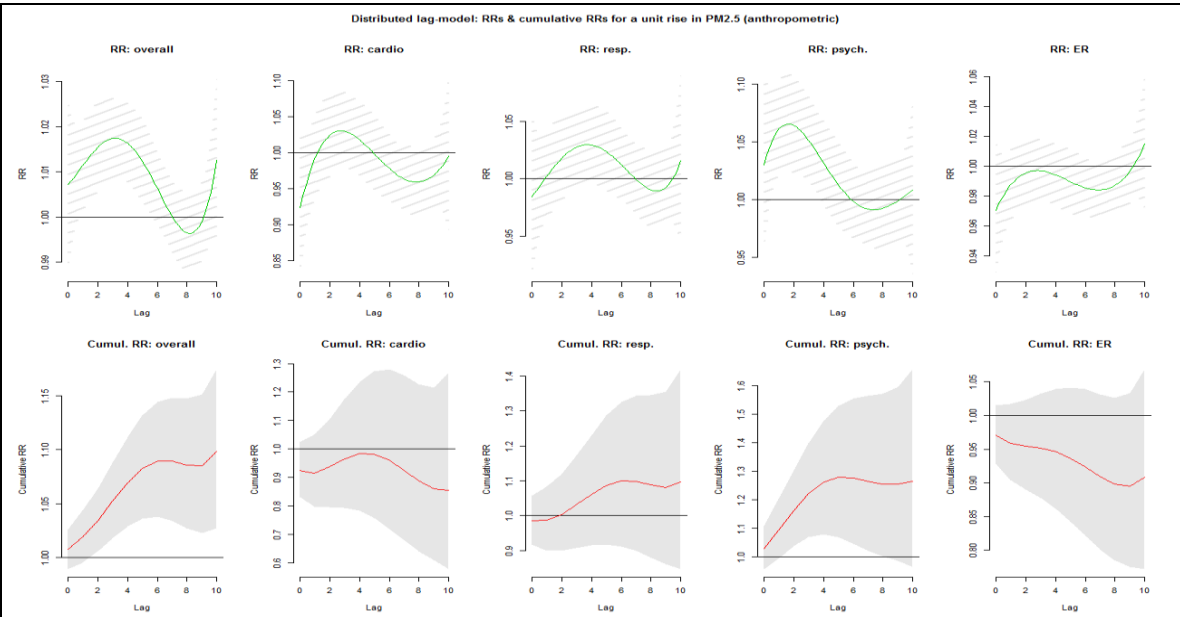 Distributed lag-model: RRs & cumulative RRs for a unit rise in PM2.5 (anthropometric)
RR: overall
RR
1.03
1.02
1.01
1.00
0.99
0 2 4 6 8 10
Lag
RR: cardio
RR
1.10
1.05
1.00
0.95
0.90
0.85
0 2 4 6 8 10
Lag
RR: resp.
RR
1.05
1.00
0.95
0 2 4 6 8 10
Lag
RR: psych.
RR
1.10
1.05
1.00
0.95
0 2 4 6 8 10
Lag
RR: ER
RR
1.06
1.04
1.02
1.00
0.98
0.96
0.94
0 2 4 6 8 10
Lag
Cumul. RR: overall
Cumulative RR
1.15
1.10
1.05
1.00
0 2 4 6 8 10
Lag
Cumul. RR: cardio
Cumulative RR
1.3
1.2
1.1
1.0
0.9
0.8
0.7
0.6
0 2 4 6 8 10
Lag
Cumul. RR: resp.
Cumulative RR
1.4
1.3
1.2
1.1
1.0
0.9
0 2 4 6 8 10
Lag
Cumul. RR: psych.
Cumulative RR
1.6
1.5
1.4
1.3
1.2
1.1
1.0
0 2 4 6 8 10
Lag
Cumul. RR: ER
Cumulative RR
1.05
1.00
0.95
0.90
0.85
0.80
0 2 4 6 8 10
Lag